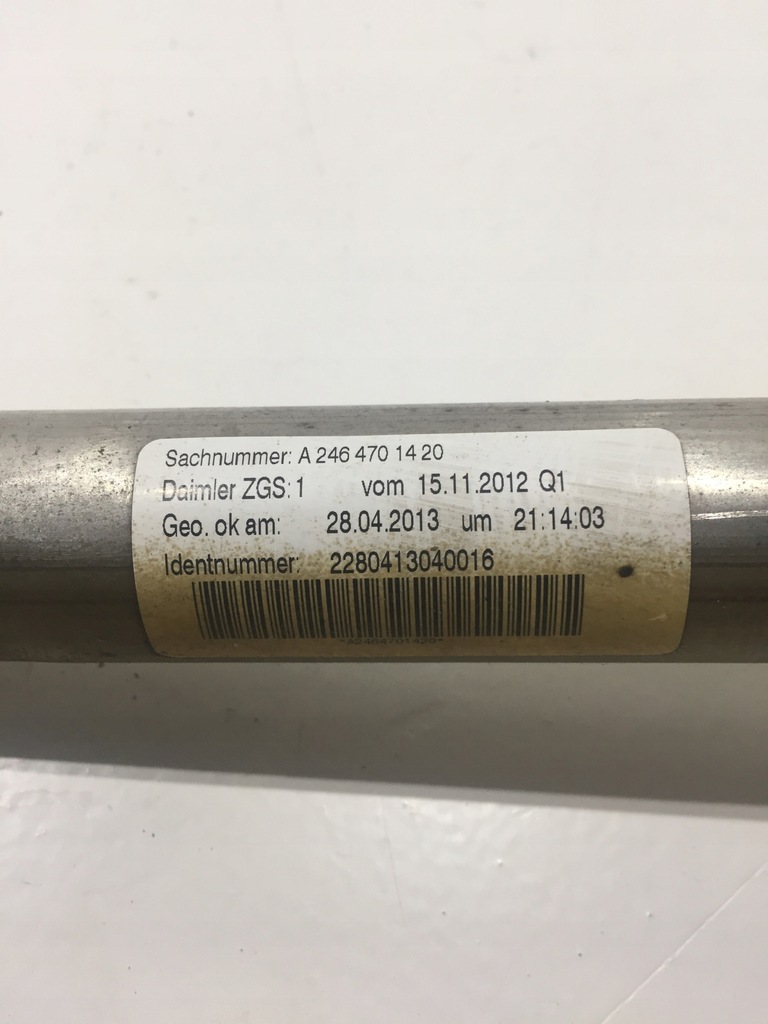 Sachnummer: A 246 470 14 20
Daimler ZGS: 1 vom 15.11.2012 Q1
Geo. ok am: 28.04.2013 um 21:14:03
Identnummer: 2280413040016
*A2464701420*